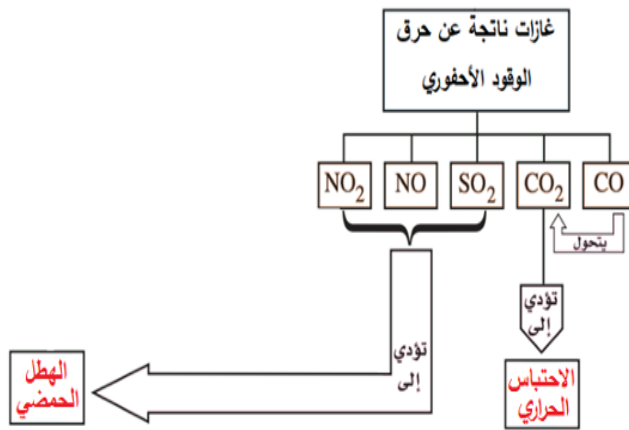 غازات ناتجة عن حرق
الوقود الأحفوري
CO
CO₂
SO₂
NO
NO₂
يتحول
تؤدي
إلى
تؤدي
إلى
الاحتباس
الحراري
الهطل
الحمضي